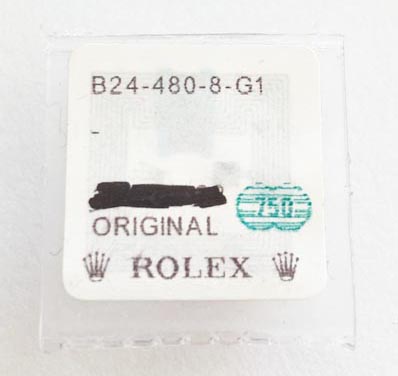 B24-480-8-G1
-
750
ORIGINAL
ROLEX